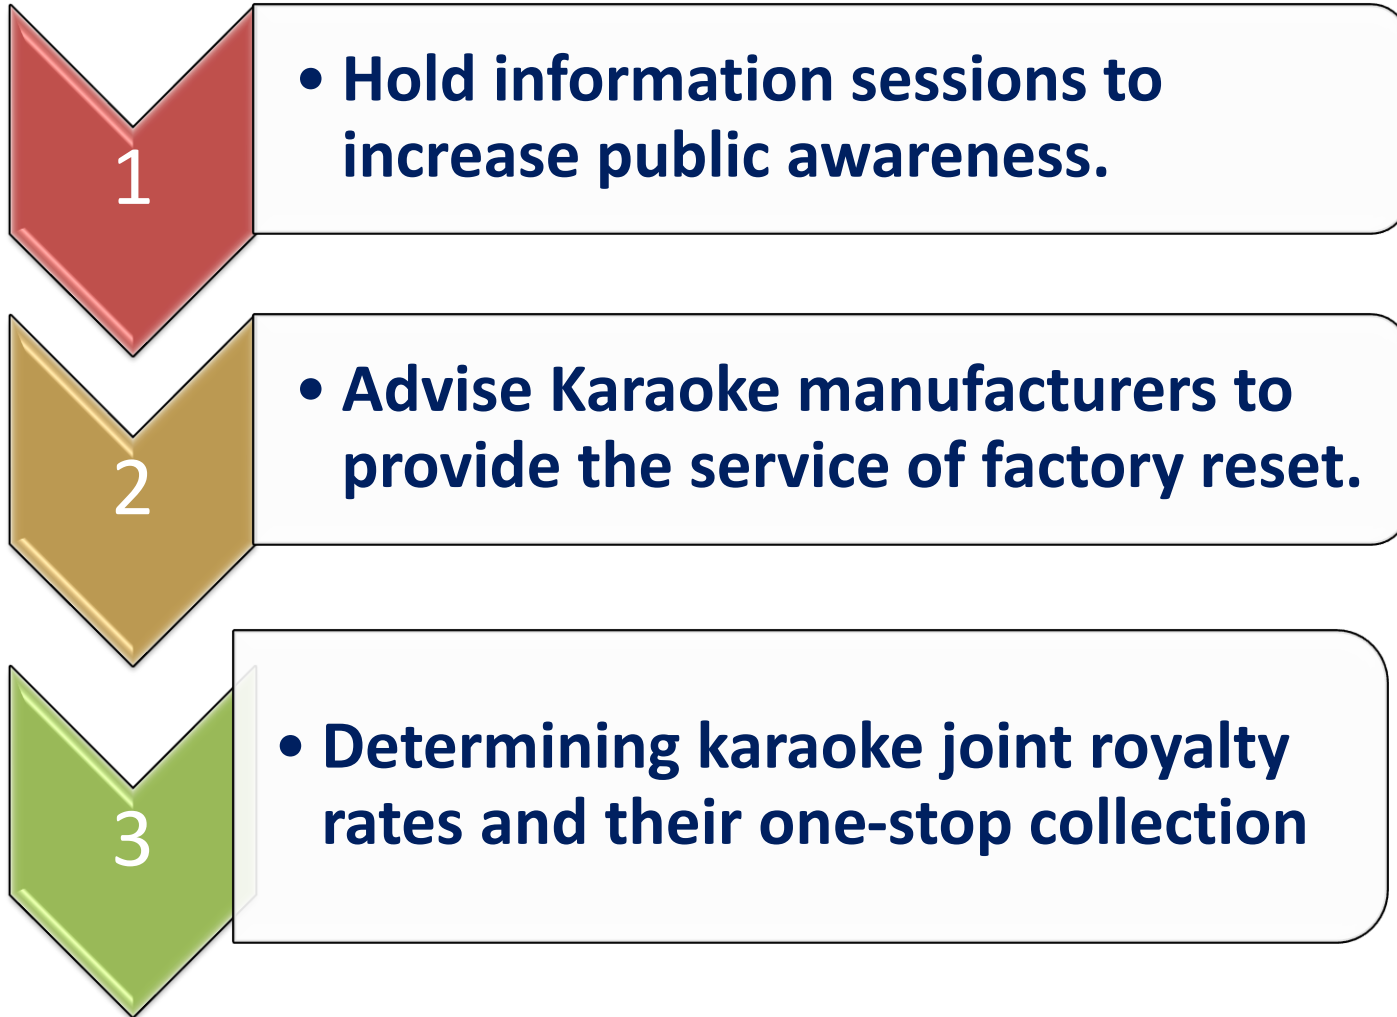 1
• Hold information sessions to
increase public awareness.
2
• Advise Karaoke manufacturers to
provide the service of factory reset.
3
• Determining karaoke joint royalty
rates and their one-stop collection